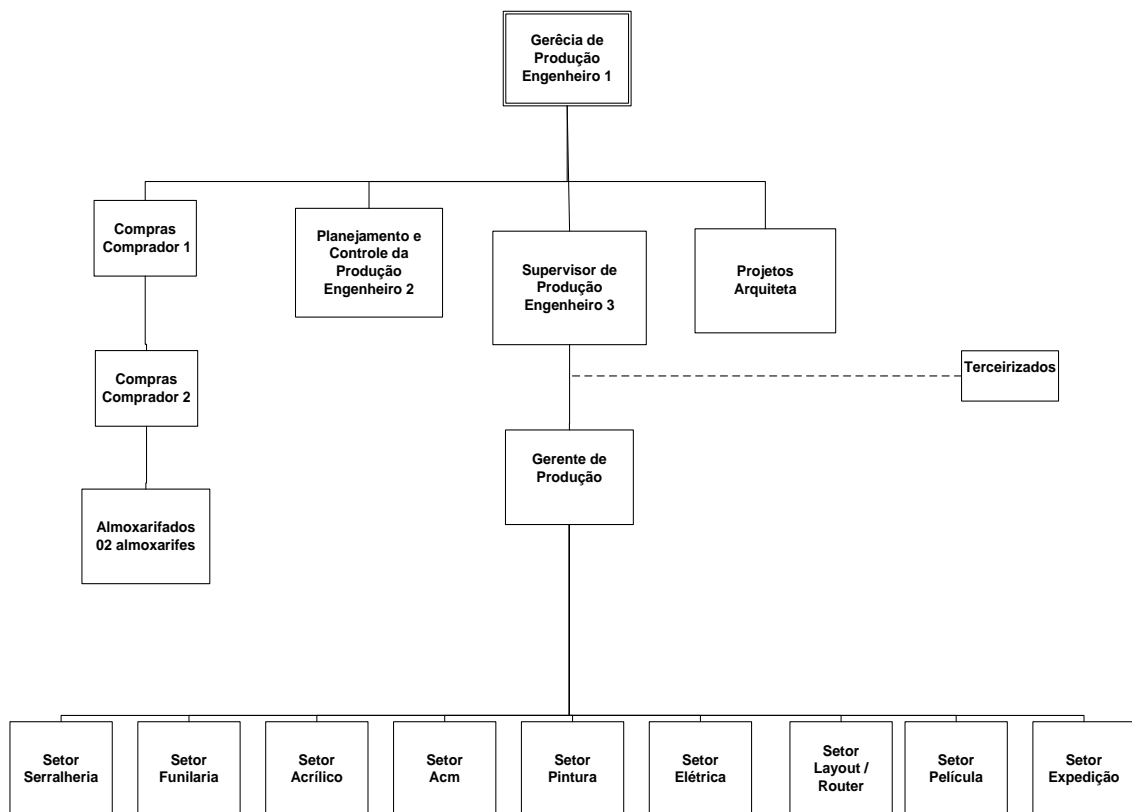 Gerêcia de
Produção
Engenheiro 1
Compras
Comprador 1
Planejamento e
Controle da
Produção
Engenheiro 2
Supervisor de
Produção
Engenheiro 3
Projetos
Arquiteta
Compras
Comprador 2
Terceirizados
Gerente de
Produção
Almoxarifados
02 almoxarifes
Setor
Serralheria
Setor
Funilaria
Setor
Acrílico
Setor
Acm
Setor
Pintura
Setor
Elétrica
Setor
Layout /
Router
Setor
Película
Setor
Expedição